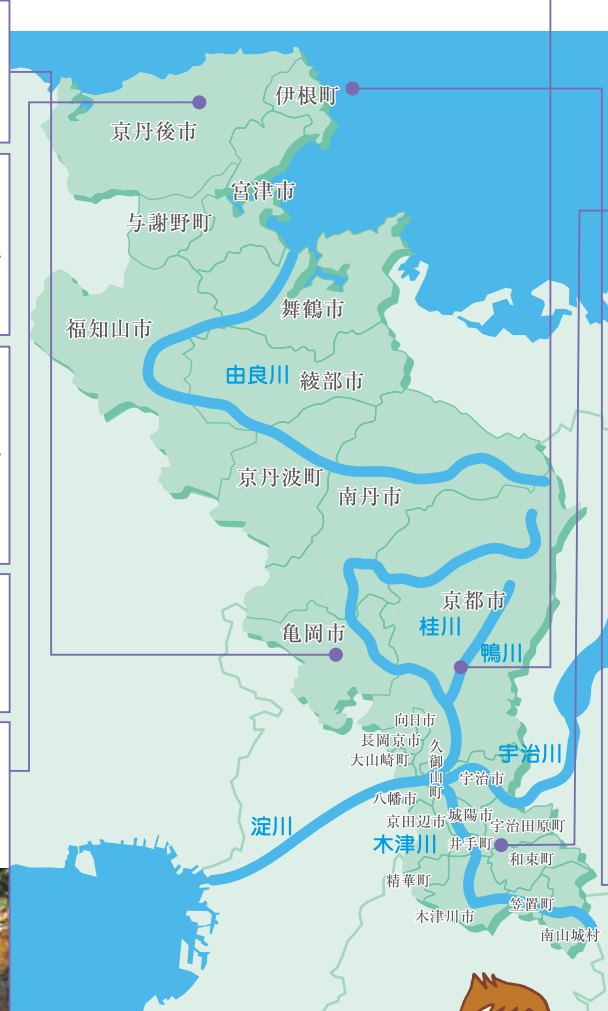 伊根町
京丹後市
宮津市
与謝野町
舞鶴市
福知山市
由良川
綾部市
京丹波町
南丹市
京都市
桂川
亀岡市
鴨川
向日市
長岡京市
久御山町
大山崎町
宇治川
宇治市
八幡市
城陽市
京田辺市
宇治田原町
淀川
木津川
井手町
和束町
精華町
笠置町
木津川市
南山城村